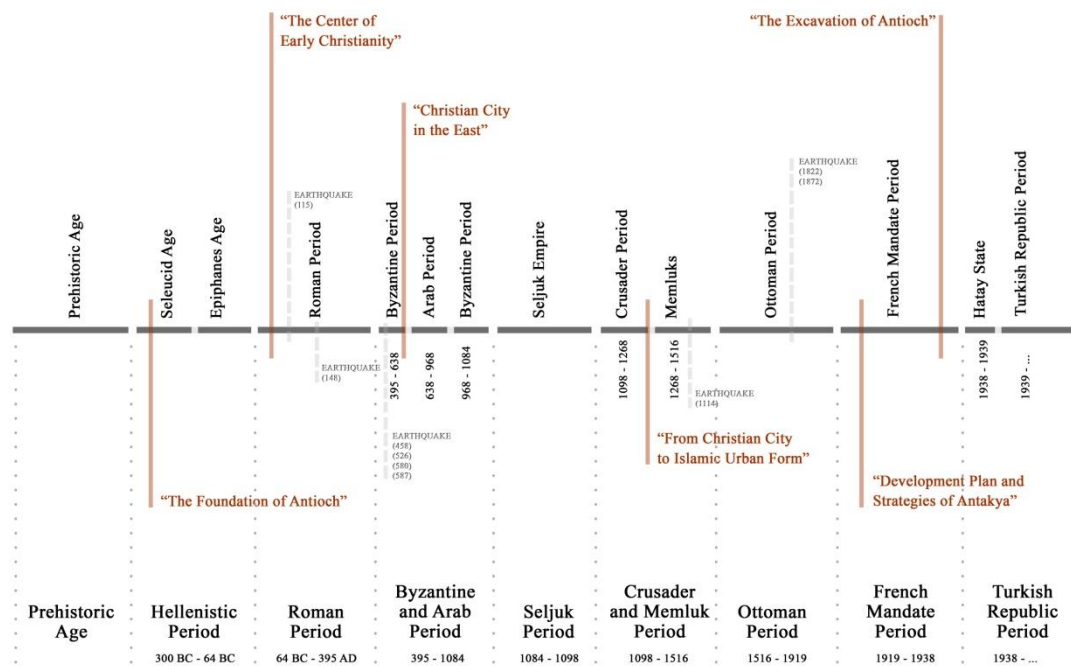 “The Center of
Early Christianity”
“The Excavation of Antioch”
“Christian City
in the East”
EARTHQUAKE
(1822)
(1872)
EARTHQUAKE
(115)
Prehistoric Age
Seleucid Age
Epiphanes Age
Roman Period
Byzantine Period
Arab Period
Byzantine Period
Seljuk Empire
Crusader Period
Memluks
Ottoman Period
French Mandate Period
Hatay State
Turkish Republic Period
395 - 638
638 - 968
968 - 1084
1098 - 1268
1268 - 1516
1938 - 1939
1939 - ...
EARTHQUAKE
(148)
EARTHQUAKE
(1114)
EARTHQUAKE
(458)
(526)
(580)
(587)
“From Christian City
to Islamic Urban Form”
“The Foundation of Antioch”
“Development Plan and
Strategies of Antakya”
Prehistoric
Age
Hellenistic
Period
300 BC - 64 BC
Roman
Period
64 BC - 395 AD
Byzantine
and Arab
Period
395 - 1084
Seljuk
Period
1084 - 1098
Crusader
and Memluk
Period
1098 - 1516
Ottoman
Period
1516 - 1919
French
Mandate
Period
1919 - 1938
Turkish
Republic
Period
1938 - ...